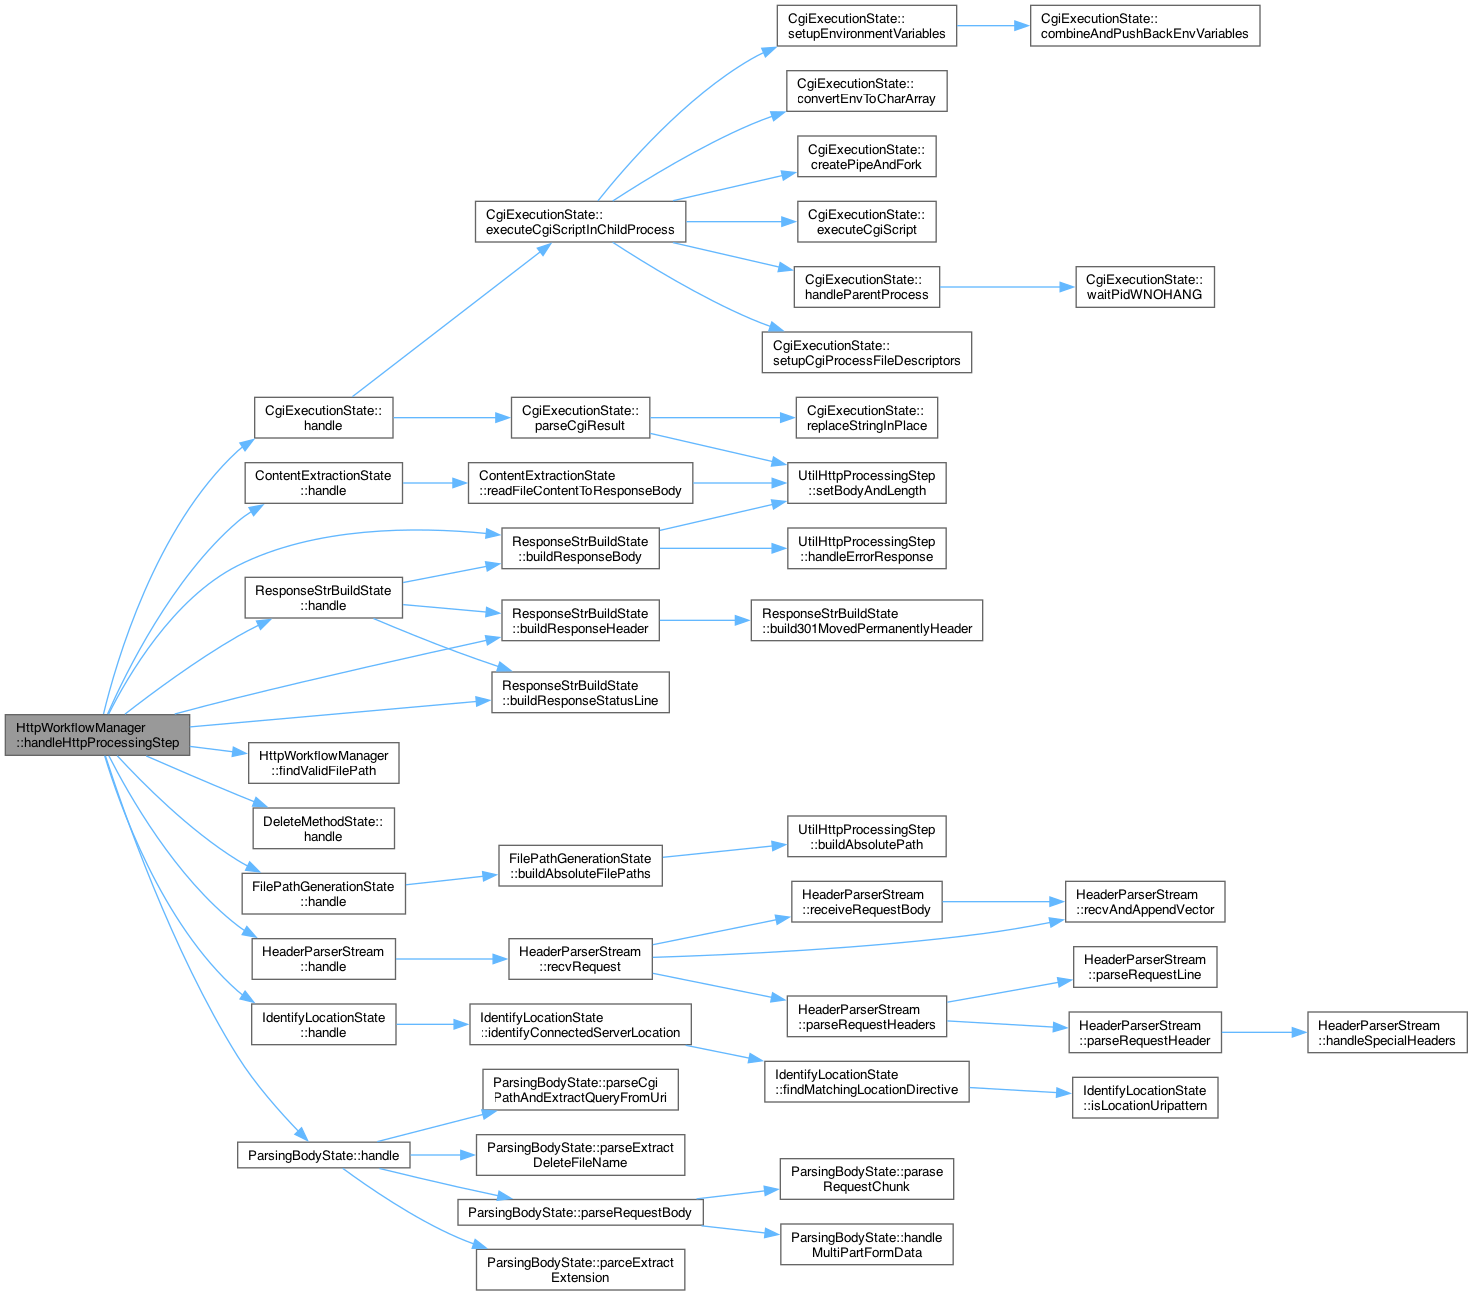 CgiExecutionState::
setupEnvironmentVariables
CgiExecutionState::
combineAndPushBackEnvVariables
CgiExecutionState::
convertEnvToCharArray
CgiExecutionState::
createPipeAndFork
CgiExecutionState::
executeCgiScriptInChildProcess
CgiExecutionState::
executeCgiScript
CgiExecutionState::
handleParentProcess
CgiExecutionState::
waitPidWNOHANG
CgiExecutionState::
setupCgiProcessFileDescriptors
CgiExecutionState::
handle
CgiExecutionState::
parseCgiResult
CgiExecutionState::
replaceStringInPlace
ContentExtractionState
::handle
ContentExtractionState
::readFileContentToResponseBody
UtilHttpProcessingStep
::setBodyAndLength
ResponseStrBuildState
::buildResponseBody
UtilHttpProcessingStep
::handleErrorResponse
ResponseStrBuildState
::handle
ResponseStrBuildState
::buildResponseHeader
ResponseStrBuildState
::build301MovedPermanentlyHeader
ResponseStrBuildState
::buildResponseStatusLine
HttpWorkflowManager
::handleHttpProcessingStep
HttpWorkflowManager
::findValidFilePath
DeleteMethodState::
handle
FilePathGenerationState
::handle
FilePathGenerationState
::buildAbsoluteFilePaths
UtilHttpProcessingStep
::buildAbsolutePath
HeaderParserStream
::handle
HeaderParserStream
::recvRequest
HeaderParserStream
::receiveRequestBody
HeaderParserStream
::recvAndAppendVector
HeaderParserStream
::parseRequestHeaders
HeaderParserStream
::parseRequestLine
HeaderParserStream
::parseRequestHeader
HeaderParserStream
::handleSpecialHeaders
IdentifyLocationState
::handle
IdentifyLocationState
::identifyConnectedServerLocation
IdentifyLocationState
::findMatchingLocationDirective
IdentifyLocationState
::isLocationUripattern
ParsingBodyState::handle
ParsingBodyState::parseCgi
PathAndExtractQueryFromUri
ParsingBodyState::parseExtract
DeleteFileName
ParsingBodyState::parseRequestBody
ParsingBodyState::parase
RequestChunk
ParsingBodyState::handle
MultiPartFormData
ParsingBodyState::parceExtract
Extension